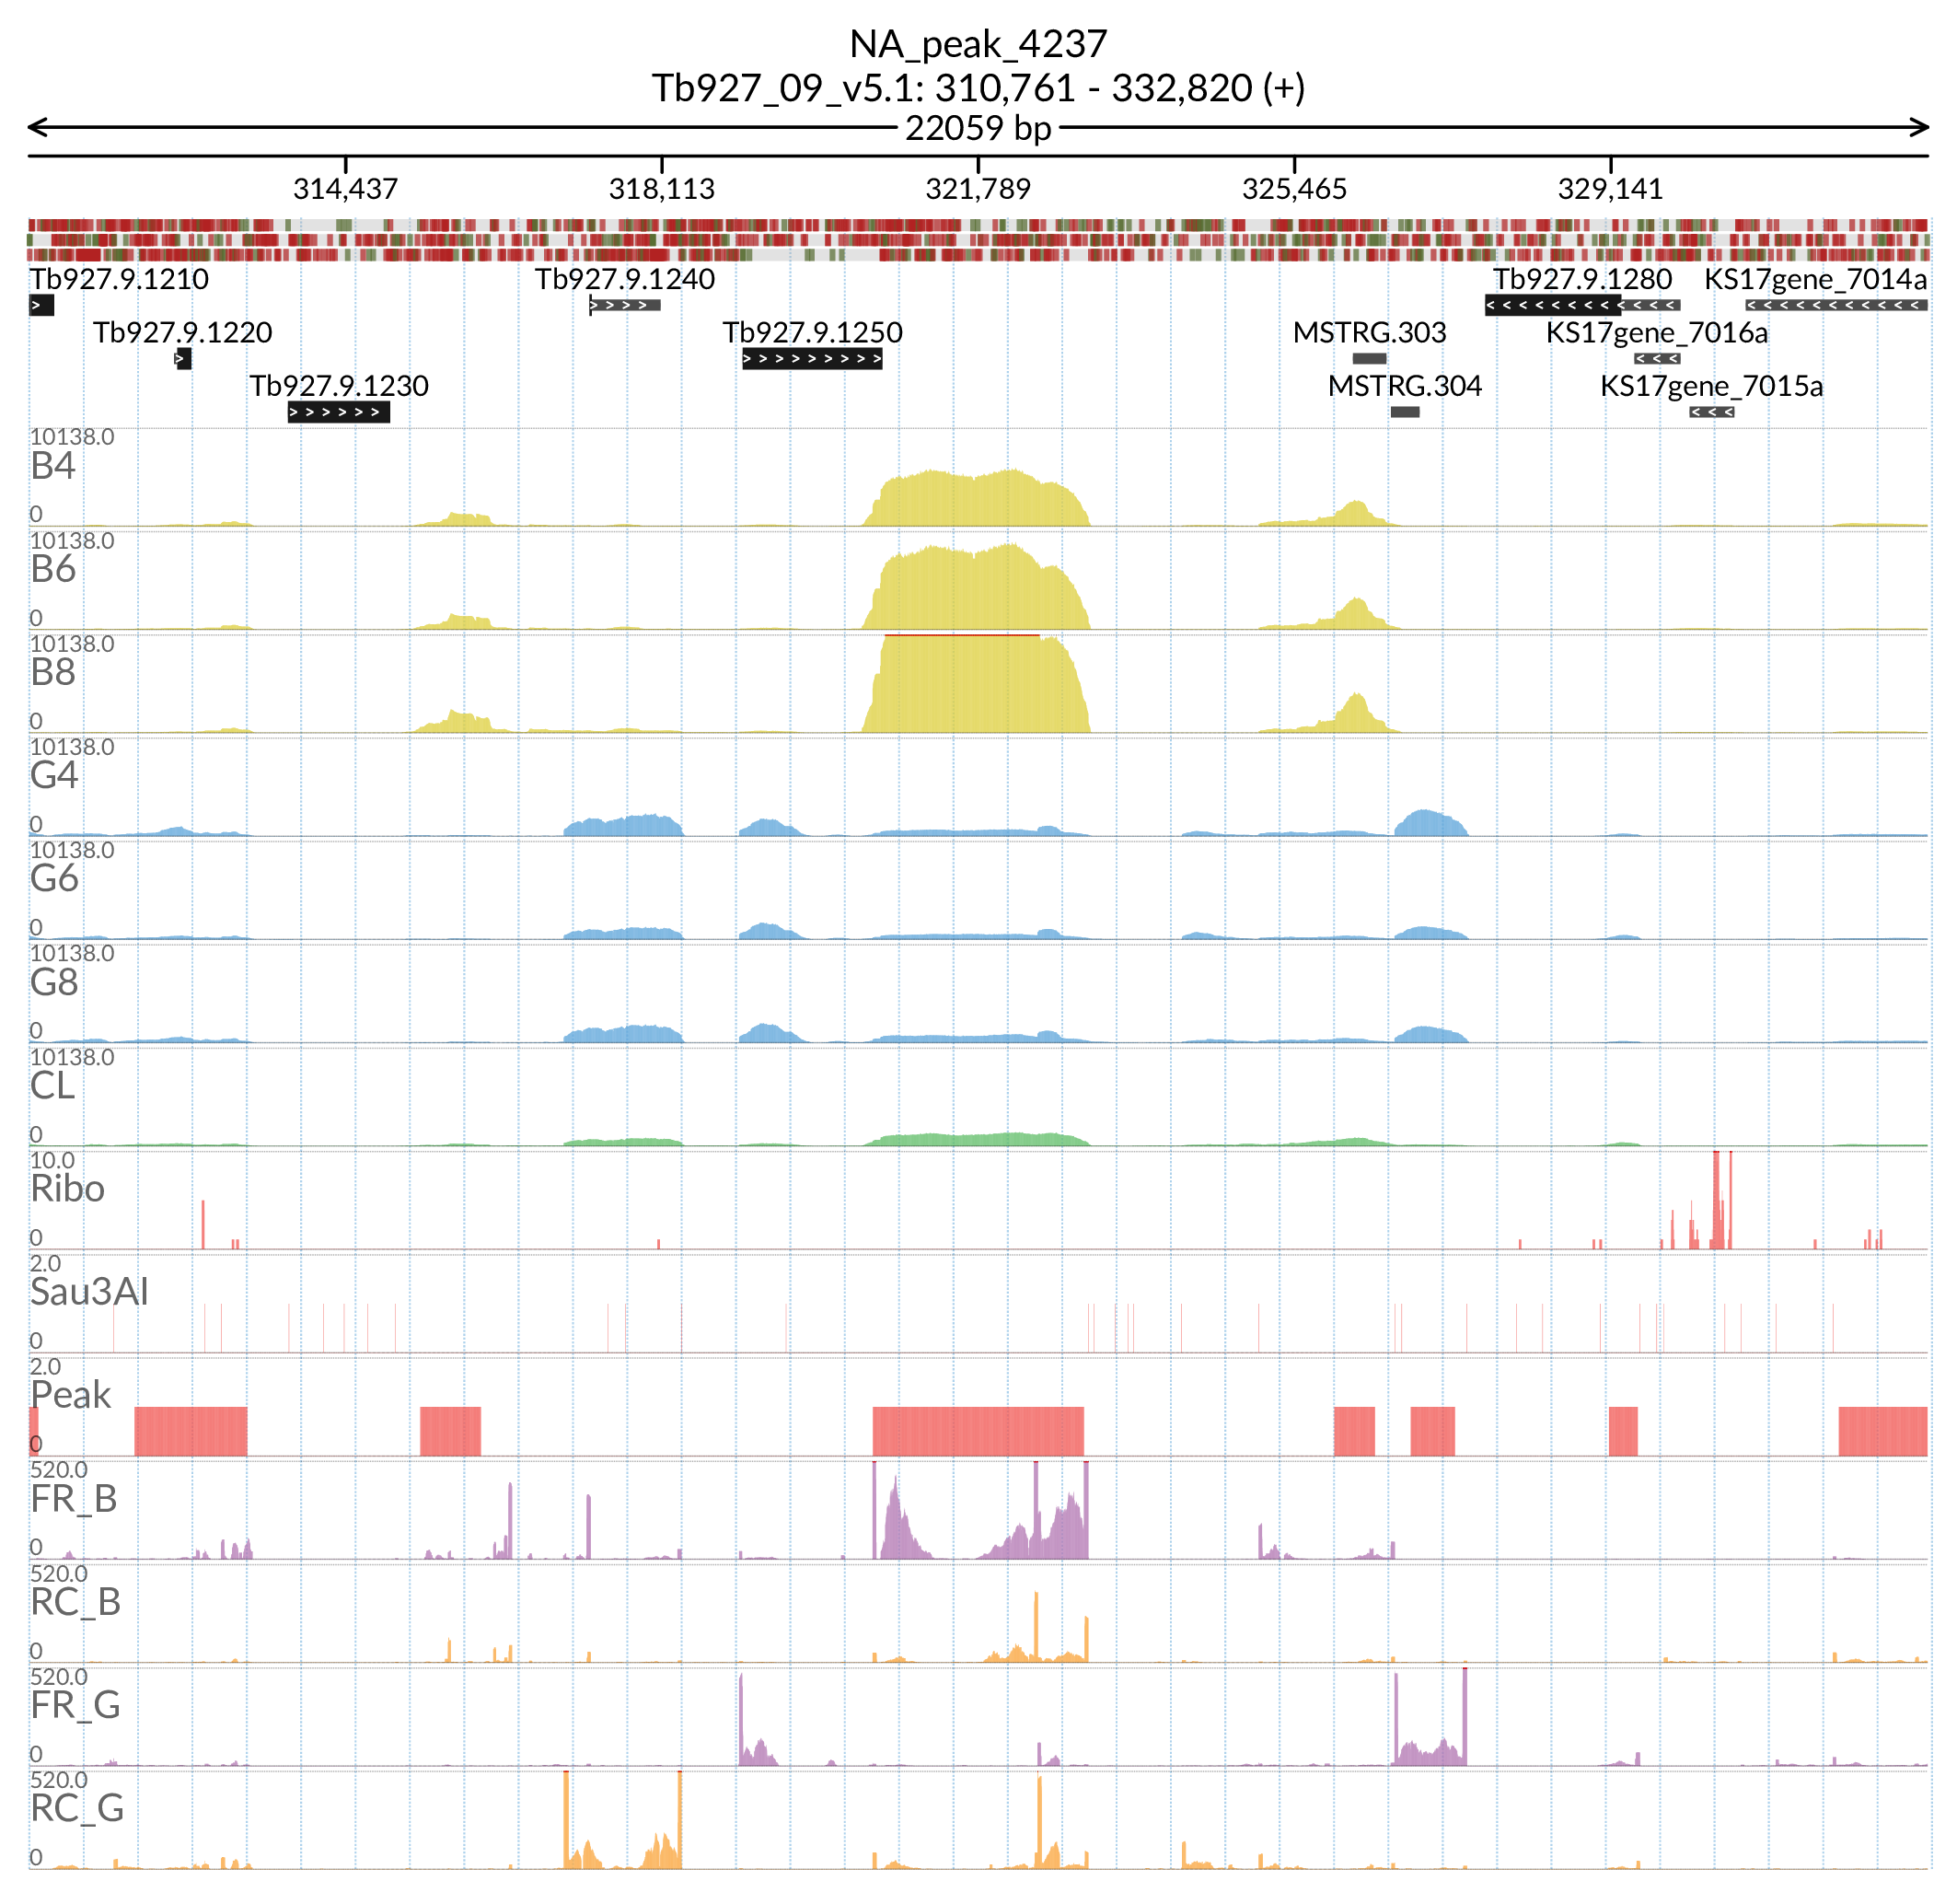 NA_peak_4237
Tb927_09_v5.1: 310,761 - 332,820 (+)
22059 bp
314,437 318,113 321,789 325,465 329,141
Tb927.9.1210 Tb927.9.1240 Tb927.9.1280 KS17gene_7014a
Tb927.9.1220 Tb927.9.1250 MSTRG.303 KS17gene_7016a
Tb927.9.1230 MSTRG.304 KS17gene_7015a
10138.0
B4
0
10138.0
B6
0
10138.0
B8
0
10138.0
G4
0
10138.0
G6
0
10138.0
G8
0
10138.0
CL
0
10.0
Ribo
0
2.0
Sau3AI
0
2.0
Peak
0
520.0
FR_B
0
520.0
RC_B
0
520.0
FR_G
0
520.0
RC_G
0